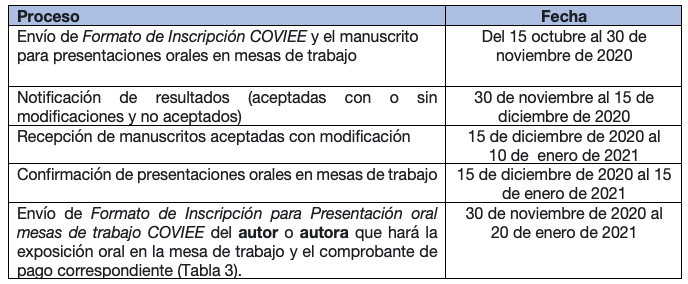 Proceso
Fecha
Envío de Formato de Inscripción COVIEE y el manuscrito
para presentaciones orales en mesas de trabajo
Del 15 octubre al 30 de
noviembre de 2020
Notificación de resultados (aceptadas con o sin
modificaciones y no aceptados)
30 de noviembre al 15 de
diciembre de 2020
Recepción de manuscritos aceptadas con modificación
15 de diciembre de 2020 al
10 de enero de 2021
Confirmación de presentaciones orales en mesas de trabajo
15 de diciembre de 2020 al 15
de enero de 2021
Envío de Formato de Inscripción para Presentación oral
mesas de trabajo COVIEE del autor o autora que hará la
exposición oral en la mesa de trabajo y el comprobante de
pago correspondiente (Tabla 3).
30 de noviembre de 2020 al
20 de enero de 2021